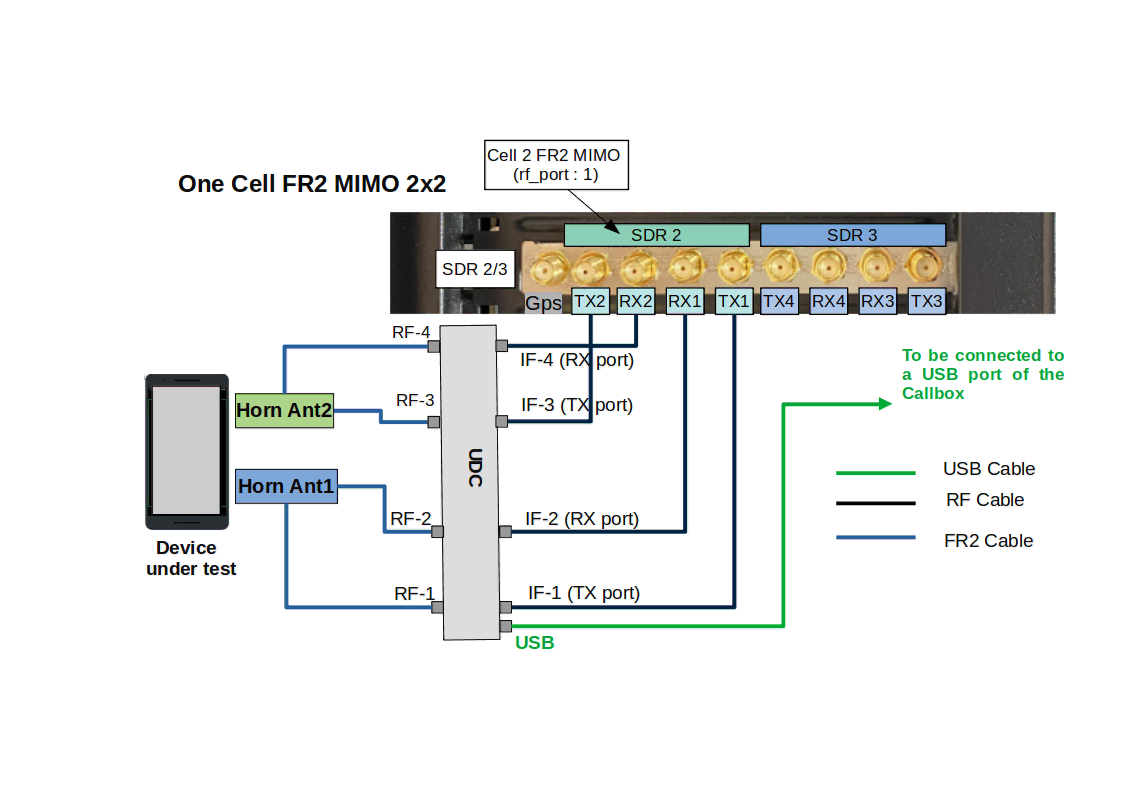 Cell 2 FR2 MIMO
(rf_port : 1)
One Cell FR2 MIMO 2x2
SDR 2
SDR 3
SDR 2/3
Gps
TX2
RX2
RX1
TX1
TX4
RX4
RX3
TX3
RF-4
IF-4 (RX port)
To be connected to
a USB port of the
Callbox
RF-3
IF-3 (TX port)
Horn Ant2
UDC
Horn Ant1
USB Cable
RF Cable
RF-2
IF-2 (RX port)
FR2 Cable
Device
under test
RF-1
IF-1 (TX port)
USB